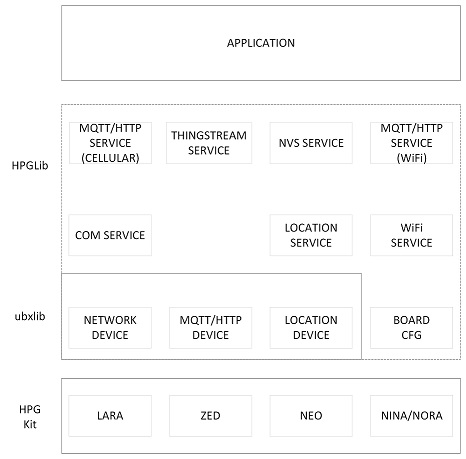 APPLICATION
HPGLib
MQTT/HTTP
SERVICE
(CELLULAR)
THINGSTREAM
SERVICE
NVS SERVICE
MQTT/HTTP
SERVICE
(WiFi)
COM SERVICE
LOCATION
SERVICE
WiFi
SERVICE
ubxlib
NETWORK
DEVICE
MQTT/HTTP
DEVICE
LOCATION
DEVICE
BOARD
CFG
HPG
Kit
LARA
ZED
NEO
NINA/NORA